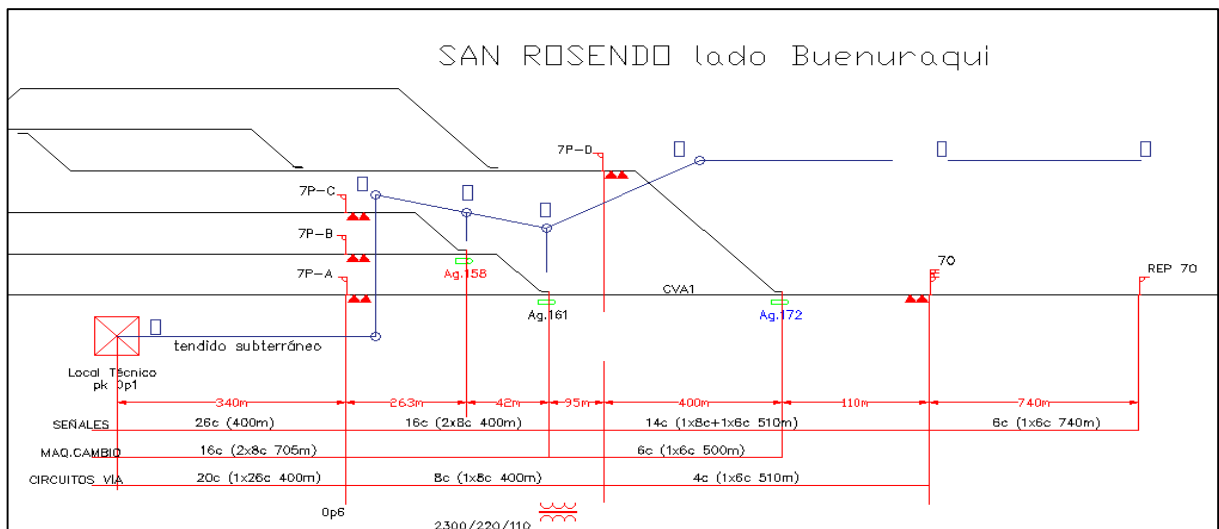 SAN ROSENDO lado Buenuraqui
7P-D
7P-C
7P-B
7P-A
Ag.158
Ag.161
CVA1
Ag.172
70
REP 70
tendido subterráneo
Local Técnico
pk 0p1
340m 263m 42m 95m 400m 110m 740m
SEÑALES 26c (400m) 16c (2x8c 400m) 14c (1x8c+1x6c 510m) 6c (1x6c 740m)
MAQ.CAMBIO 16c (2x8c 705m) 6c (1x6c 500m)
CIRCUITOS VÍA 20c (1x26c 400m) 8c (1x8c 400m) 4c (1x6c 510m)
0p6
2300/220/110